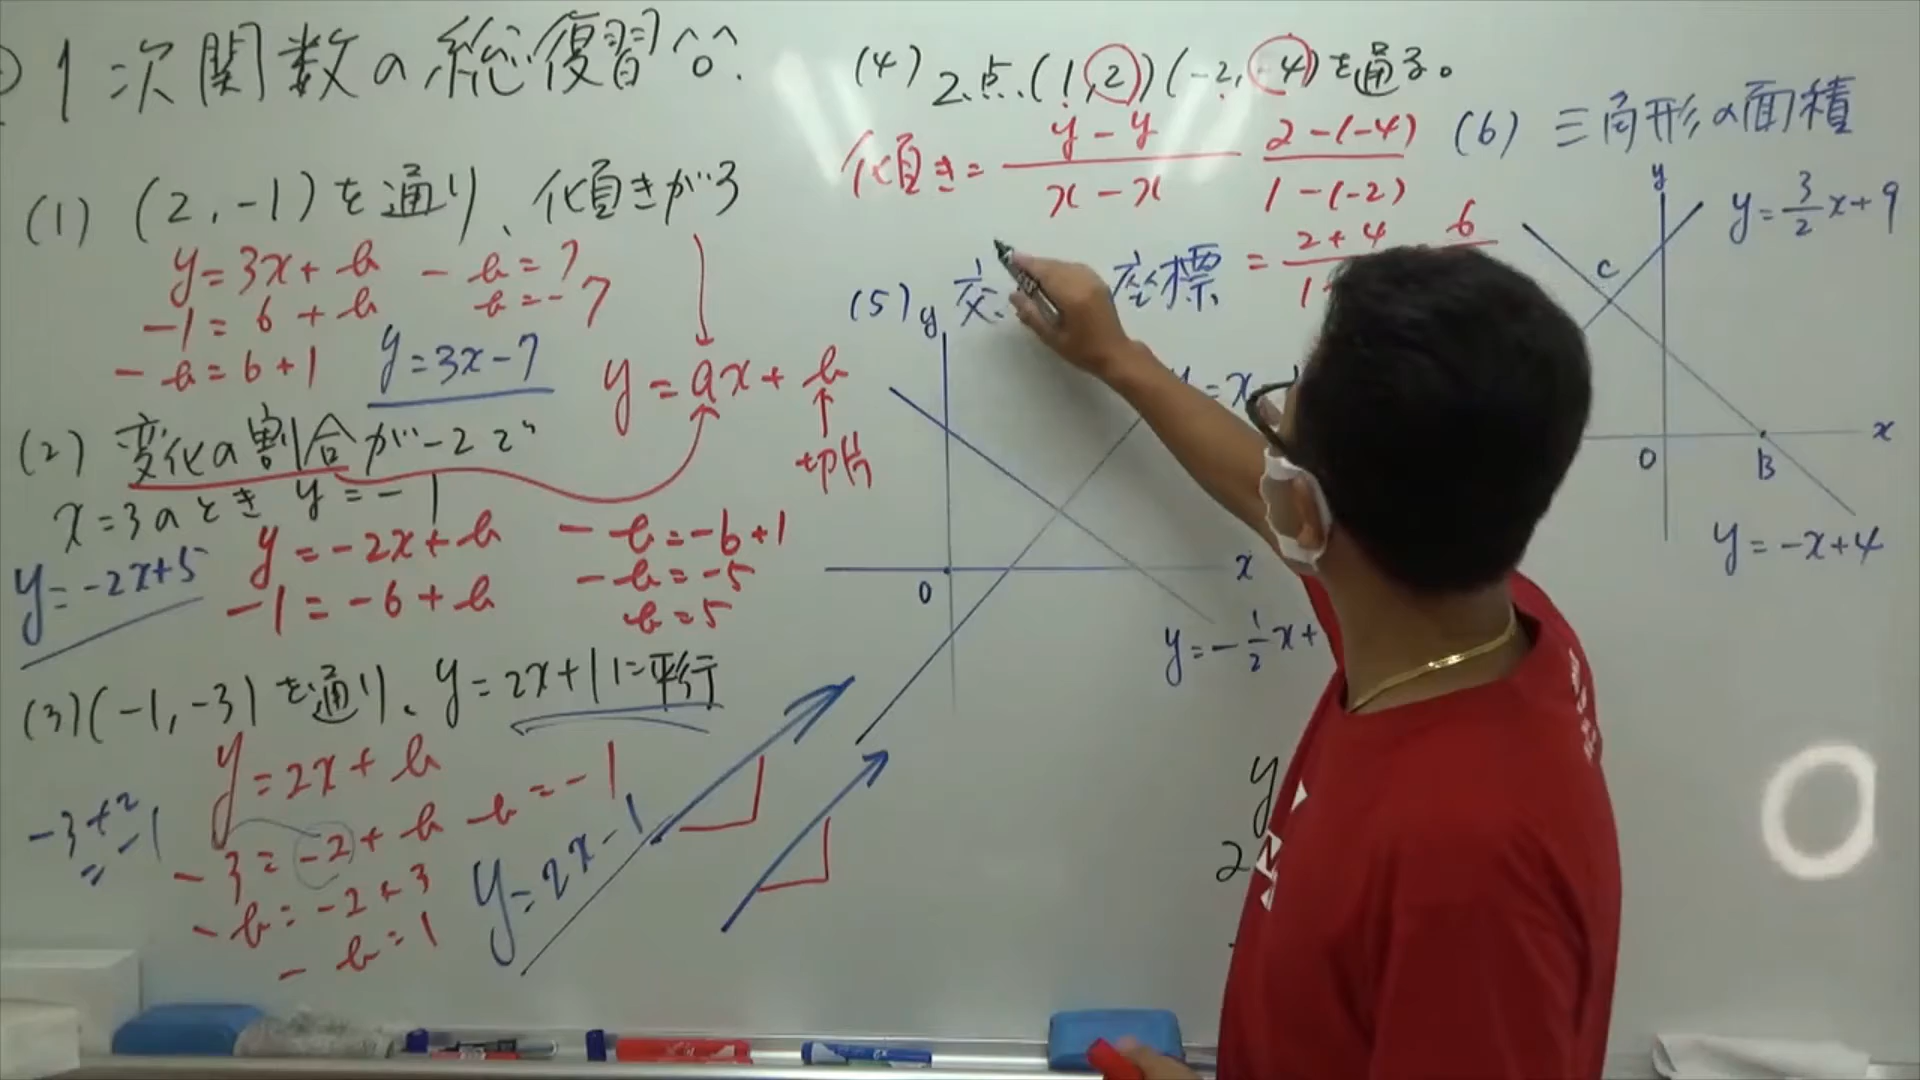 1次関数の総復習^o^.
(1) (2,-1)を通り、傾きが3
y=3x+b
-1=6+b
-b=6+1
-b=7
b=-7
y=3x-7
y=ax+b
切片
(2) 変化の割合が-2で
x=3のとき y=-1
y=-2x+5
y=-2x+b
-1=-6+b
-b=-6+1
-b=-5
b=5
(3)(-1,-3)を通り、y=2x+1に平行
y=2x+b
-3=-2+b
-b=-2+3
-b=1
b=-1
-3+2
=-1
y=2x-1
(4) 2点(1,2)(-2,-4)を通る。
傾き= y-y / x-x
2-(-4) / 1-(-2)
= 2+4
6
(5) 交 座標
y
x
O
y=-1/2x+
(6) 三角形の面積
y
y=3/2x+9
C
x
O
B
y=-x+4
y
2